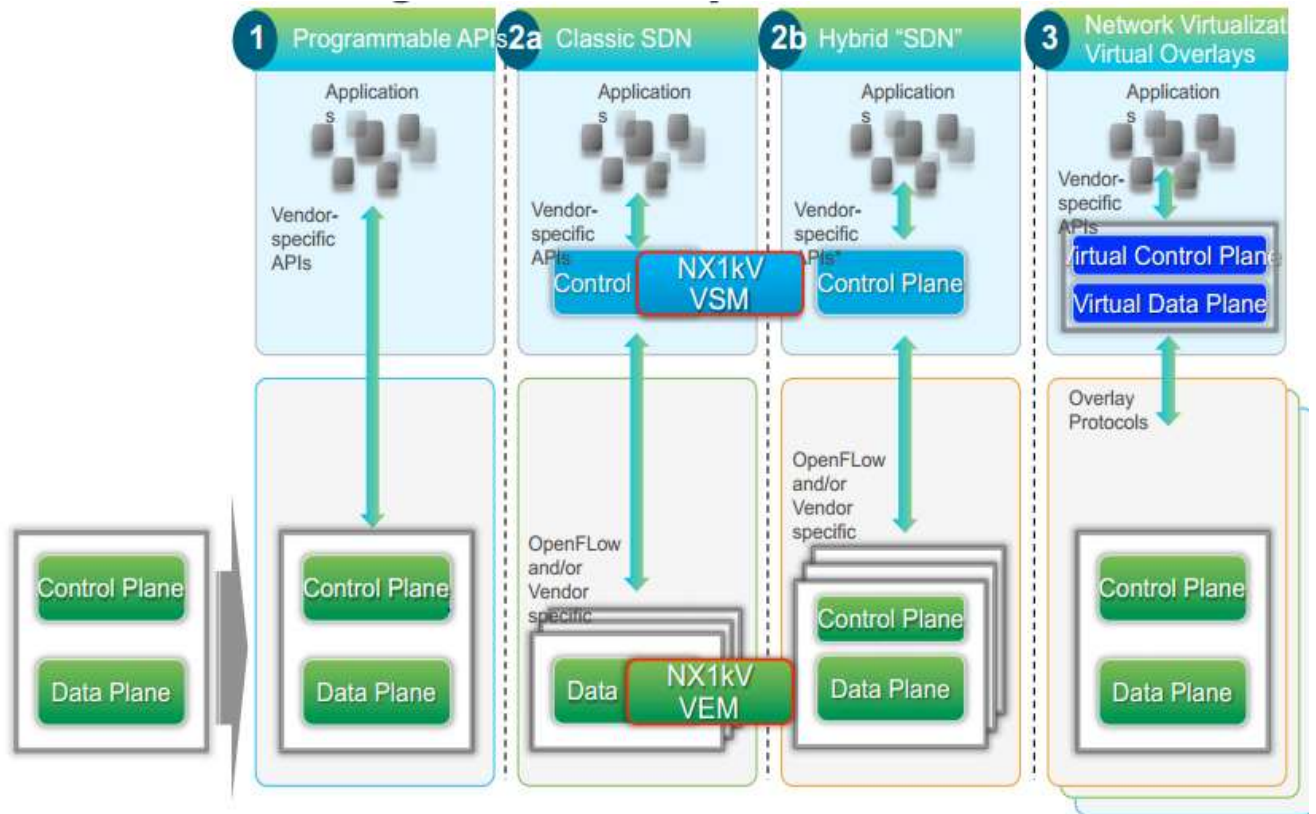 1 Programmable APIs
2a Classic SDN
2b Hybrid "SDN"
3 Network Virtualizat
Virtual Overlays
Application
s
Vendor-
specific
APIs
Control Plane
Data Plane
Control Plane
Data Plane
Application
s
Vendor-
specific
APIs
Control
NX1kV
VSM
OpenFLow
and/or
Vendor
specific
Data
NX1kV
VEM
Application
s
Vendor-
specific
APIs*
Control Plane
OpenFLow
and/or
Vendor
specific
Control Plane
Data Plane
Application
s
Vendor-
specific
APIs
Virtual Control Plane
Virtual Data Plane
Overlay
Protocols
Control Plane
Data Plane